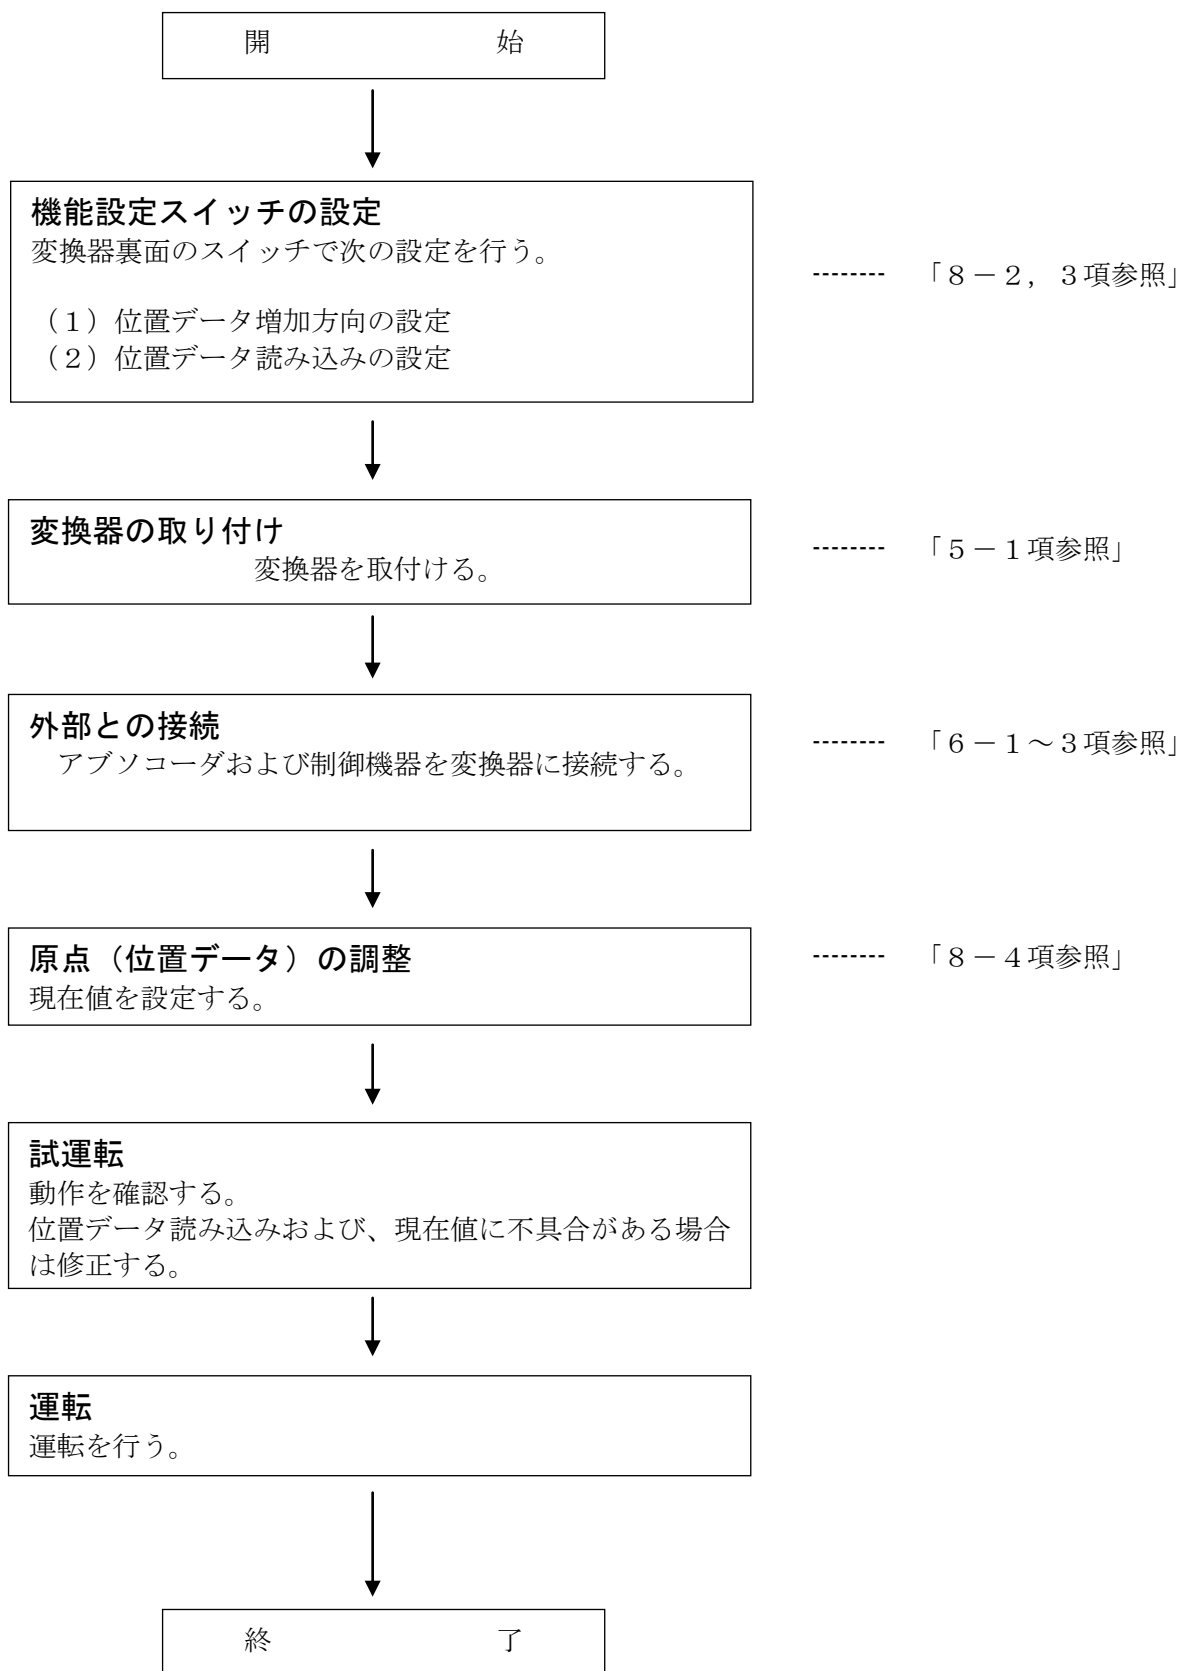 開　　　　　　　　始
機能設定スイッチの設定
変換器裏面のスイッチで次の設定を行う。
-------- 「８－２，３項参照」
（１）位置データ増加方向の設定
（２）位置データ読み込みの設定
変換器の取り付け
変換器を取付ける。
-------- 「５－１項参照」
外部との接続
アブソコーダおよび制御機器を変換器に接続する。
-------- 「６－１～３項参照」
原点（位置データ）の調整
現在値を設定する。
-------- 「８－４項参照」
試運転
動作を確認する。
位置データ読み込みおよび、現在値に不具合がある場合
は修正する。
運転
運転を行う。
終　　　　　　　　了